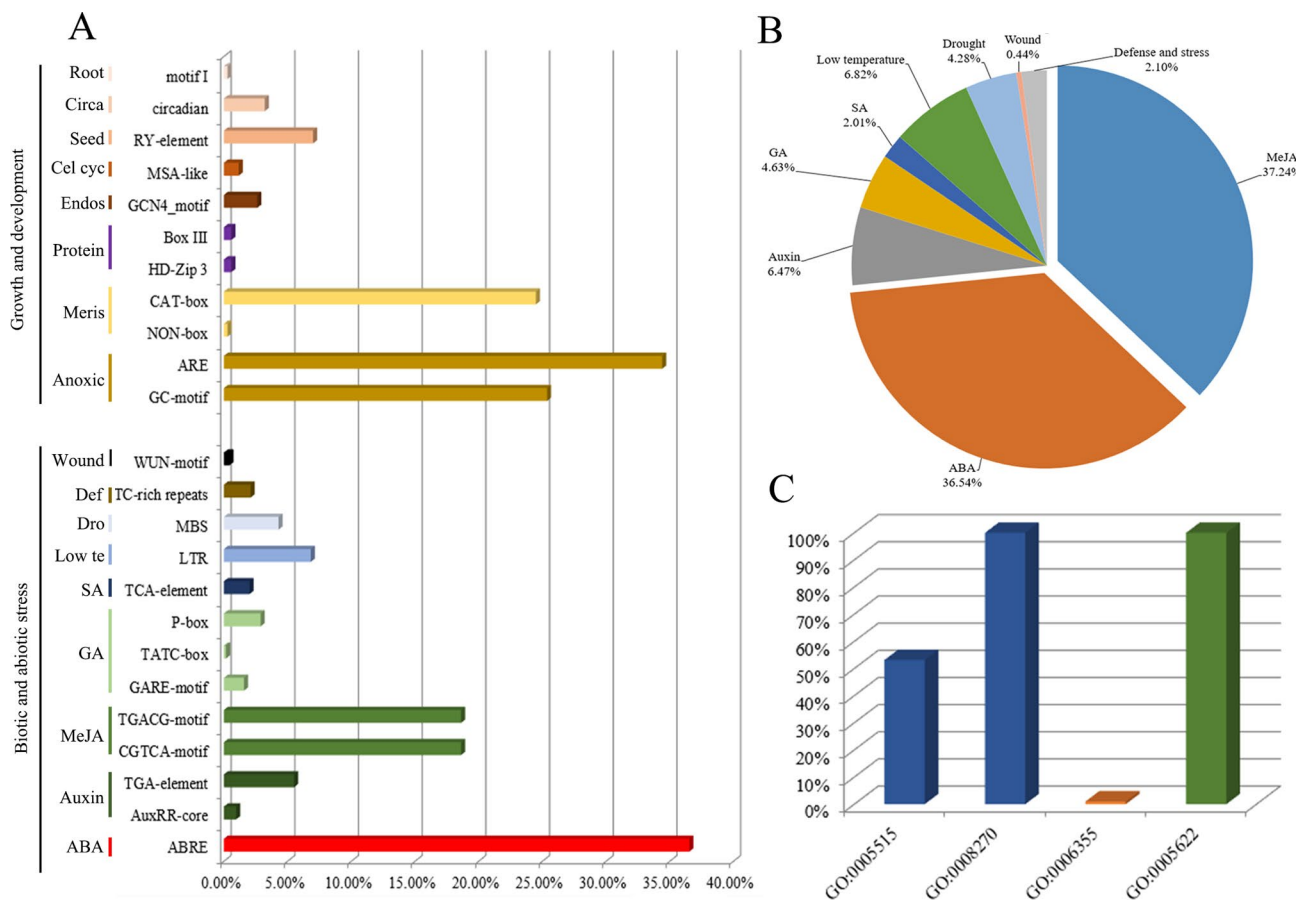 A
Growth and development
Root motif I
Circa circadian
Seed RY-element
Cel cyc MSA-like
Endos GCN4_motif
Protein Box III
HD-Zip 3
Meris CAT-box
NON-box
Anoxic ARE
GC-motif
Biotic and abiotic stress
Wound WUN-motif
Def TC-rich repeats
Dro MBS
Low te LTR
SA TCA-element
GA P-box
TATC-box
GARE-motif
MeJA TGACG-motif
CGTCA-motif
Auxin TGA-element
AuxRR-core
ABA ABRE
0.00% 5.00% 10.00% 15.00% 20.00% 25.00% 30.00% 35.00% 40.00%
B
Wound
0.44%
Defense and stress
2.10%
Drought
4.28%
Low temperature
6.82%
SA
2.01%
GA
4.63%
Auxin
6.47%
MeJA
37.24%
ABA
36.54%
C
100%
90%
80%
70%
60%
50%
40%
30%
20%
10%
0%
GO:0005515 GO:0008270 GO:0006355 GO:0005622